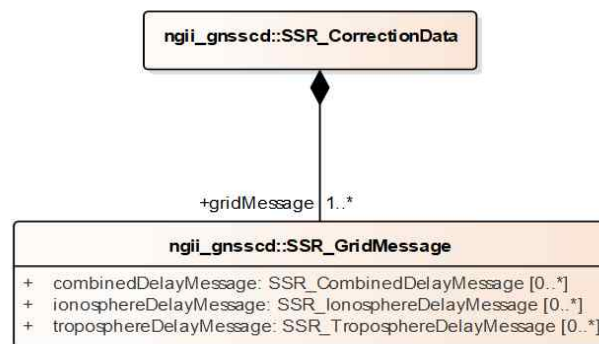 ngii_gnsscd::SSR_CorrectionData
+gridMessage 1..*
ngii_gnsscd::SSR_GridMessage
+ combinedDelayMessage: SSR_CombinedDelayMessage [0..*]
+ ionosphereDelayMessage: SSR_IonosphereDelayMessage [0..*]
+ troposphereDelayMessage: SSR_TroposphereDelayMessage [0..*]